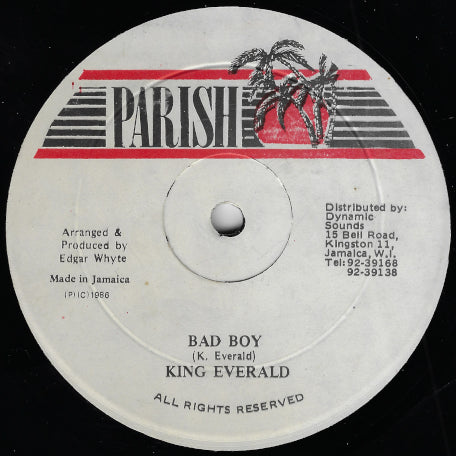 PARISH
Arranged &
Produced by
Edgar Whyte
Made in Jamaica
(P)(C)1986
Distributed by:
Dynamic
Sounds
15 Bell Road,
Kingston 11,
Jamaica, W.I.
Tel: 92-39168
92-39138
BAD BOY
(K. Everald)
KING EVERALD
ALL RIGHTS RESERVED